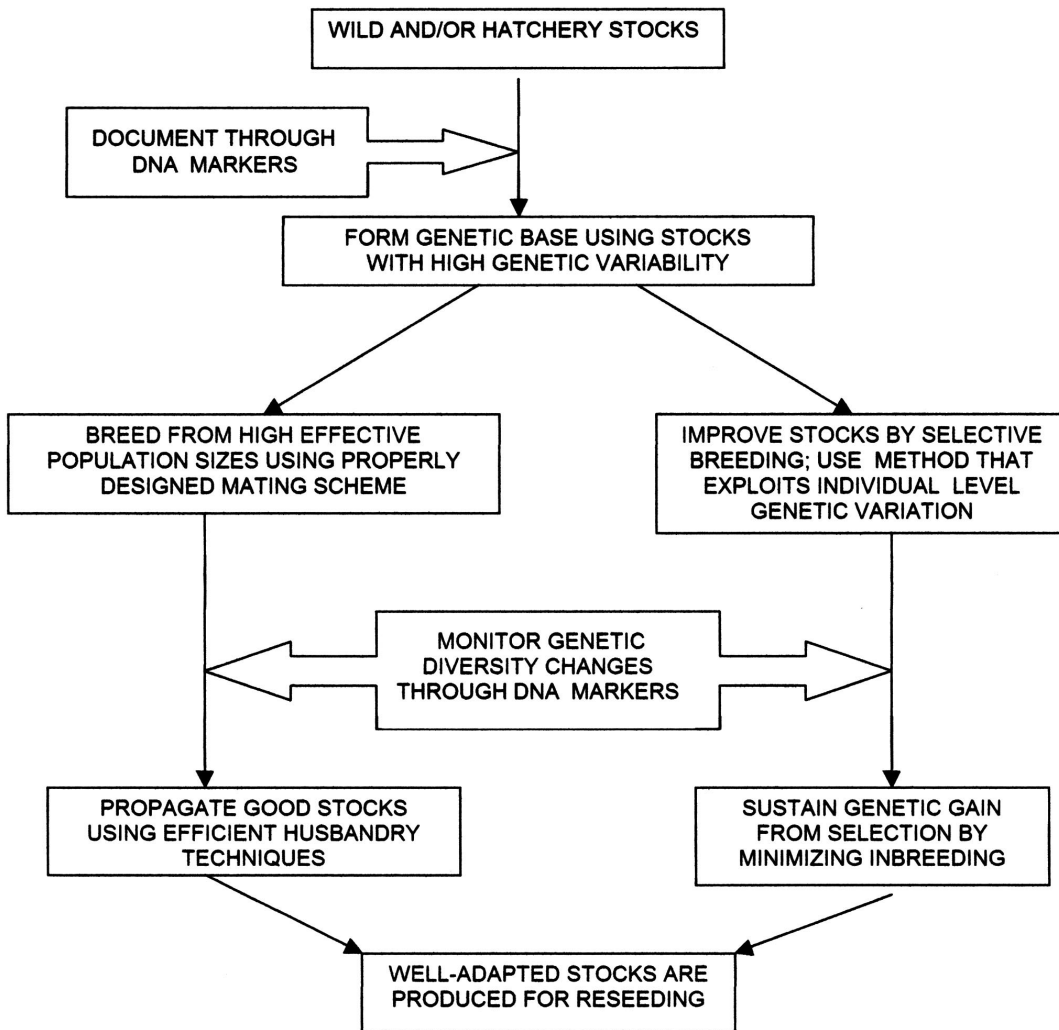 WILD AND/OR HATCHERY STOCKS
DOCUMENT THROUGH
DNA MARKERS
FORM GENETIC BASE USING STOCKS
WITH HIGH GENETIC VARIABILITY
BREED FROM HIGH EFFECTIVE
POPULATION SIZES USING PROPERLY
DESIGNED MATING SCHEME
IMPROVE STOCKS BY SELECTIVE
BREEDING; USE METHOD THAT
EXPLOITS INDIVIDUAL LEVEL
GENETIC VARIATION
MONITOR GENETIC
DIVERSITY CHANGES
THROUGH DNA MARKERS
PROPAGATE GOOD STOCKS
USING EFFICIENT HUSBANDRY
TECHNIQUES
SUSTAIN GENETIC GAIN
FROM SELECTION BY
MINIMIZING INBREEDING
WELL-ADAPTED STOCKS ARE
PRODUCED FOR RESEEDING